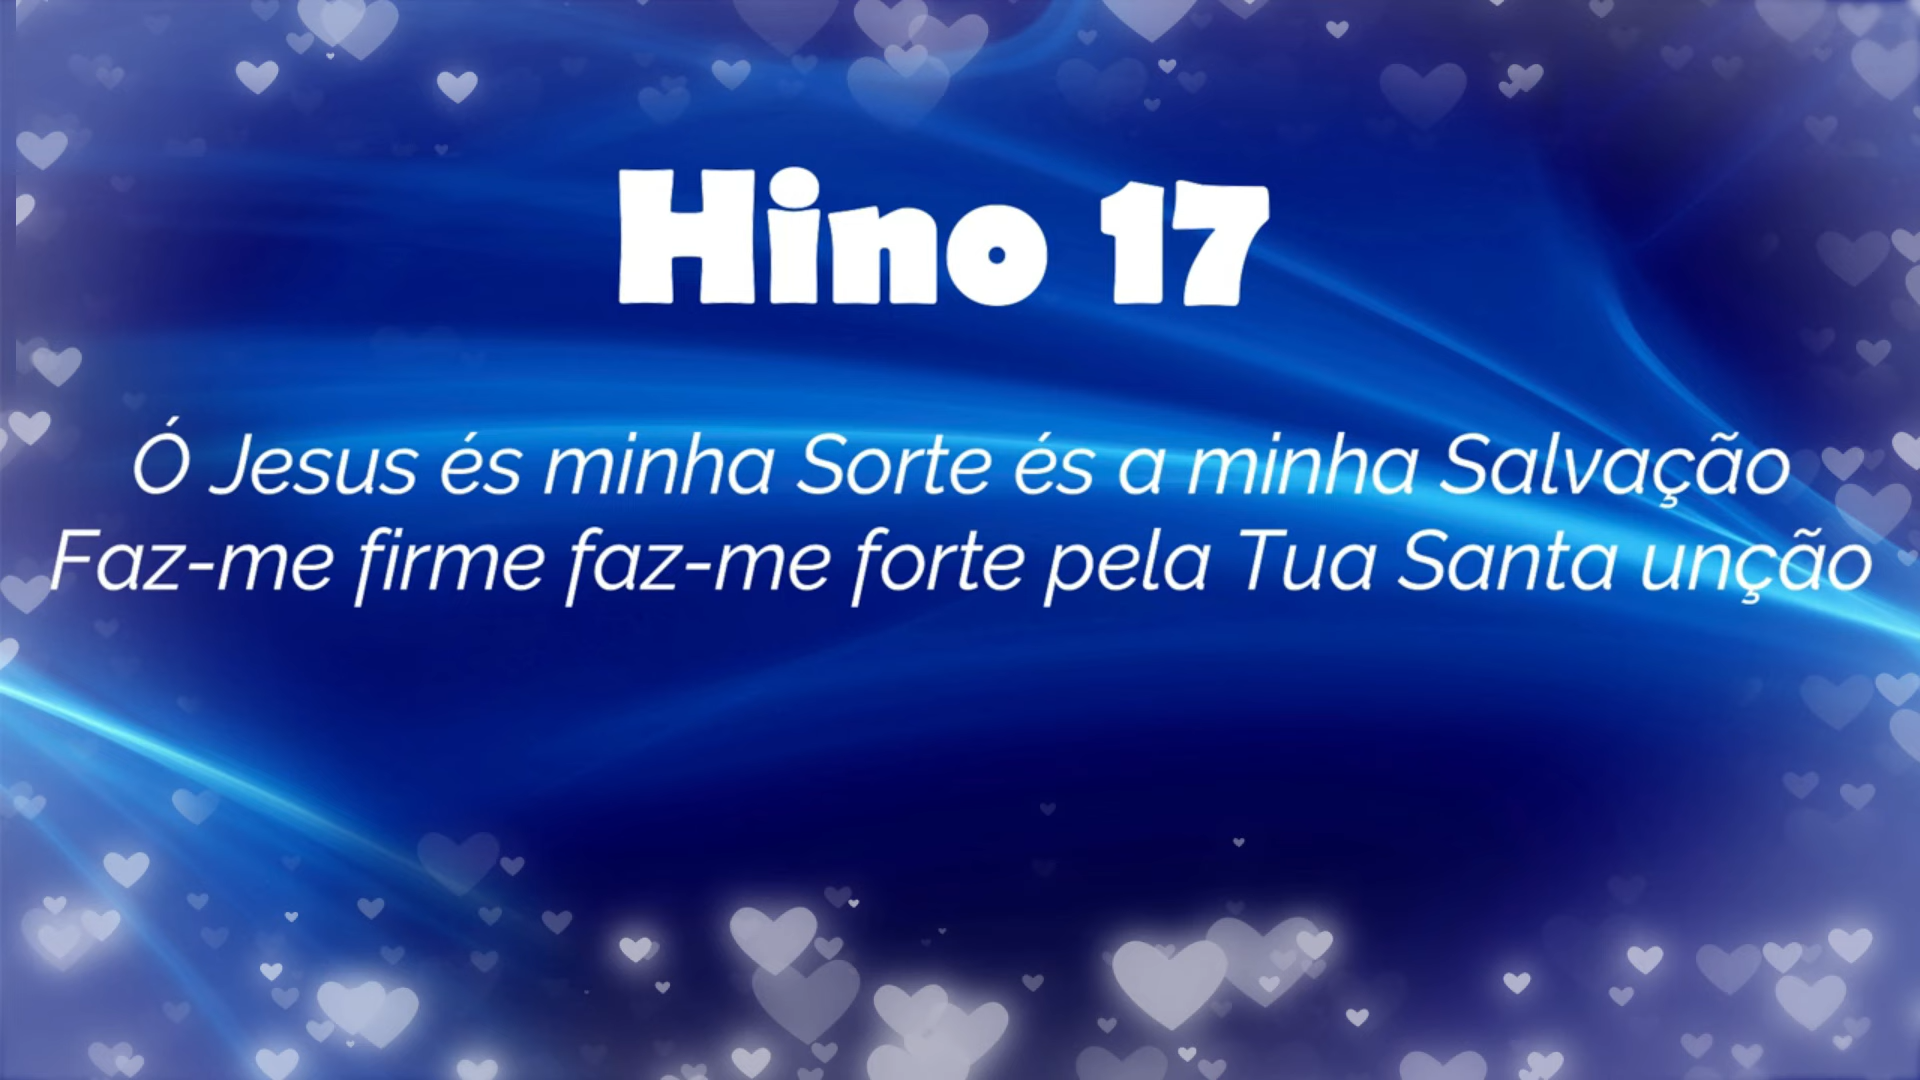 Hino 17
Ó Jesus és minha Sorte és a minha Salvação
Faz-me firme faz-me forte pela Tua Santa unção